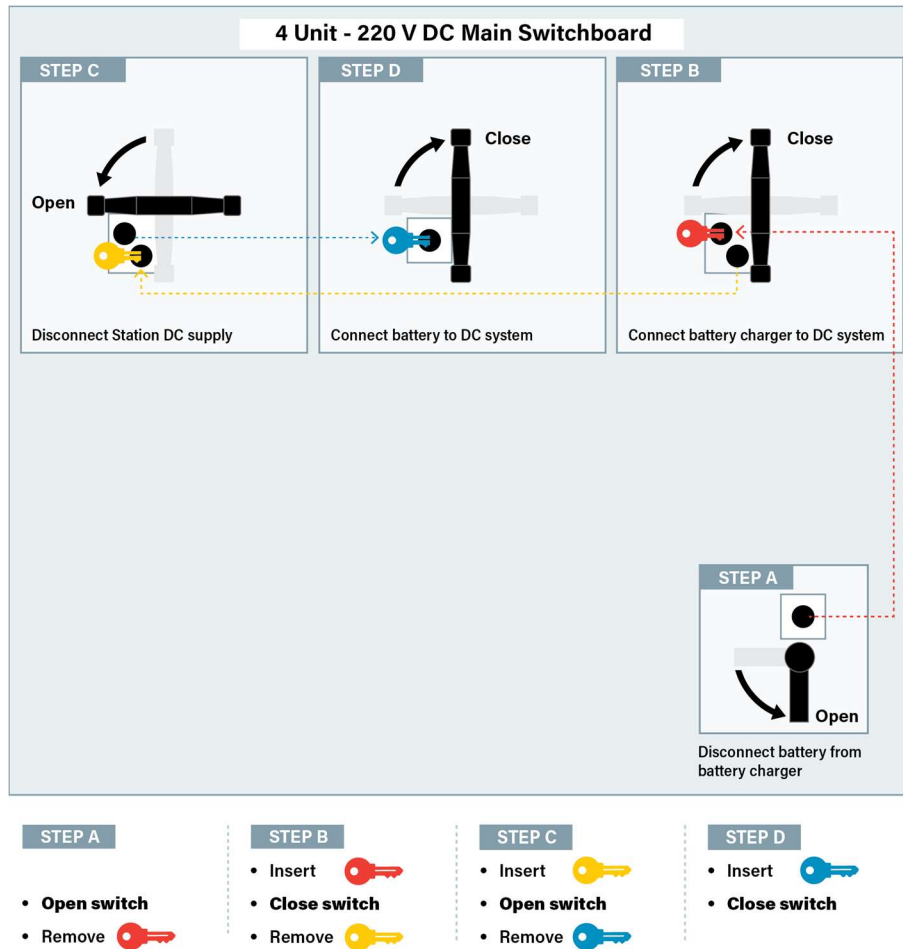 4 Unit - 220 V DC Main Switchboard
STEP C
Open
Disconnect Station DC supply
STEP D
Close
Connect battery to DC system
STEP B
Close
Connect battery charger to DC system
STEP A
Open
Disconnect battery from
battery charger
STEP A
• Open switch
• Remove
STEP B
• Insert
• Close switch
• Remove
STEP C
• Insert
• Open switch
• Remove
STEP D
• Insert
• Close switch